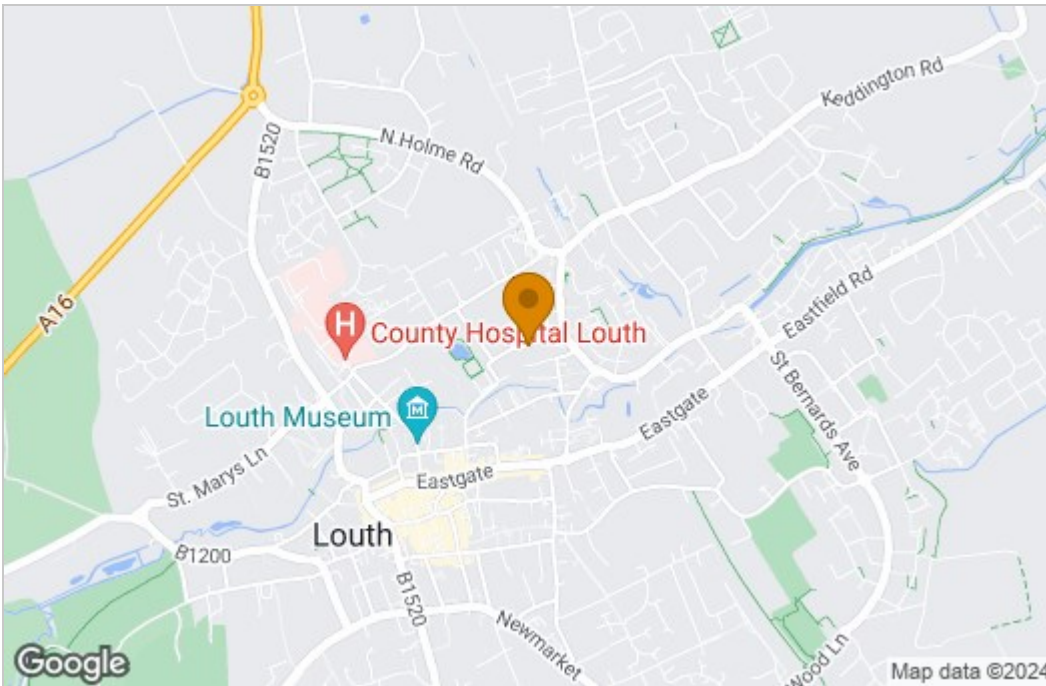 Keddington Rd
N Holme Rd
B1520
A16
Eastfield Rd
H County Hospital Louth
St Bernards Ave
Louth Museum
M
Eastgate
Eastgate
St. Marys Ln
Louth
B1200
B1520
Newmarket
Wood Ln
Google
Map data ©2024